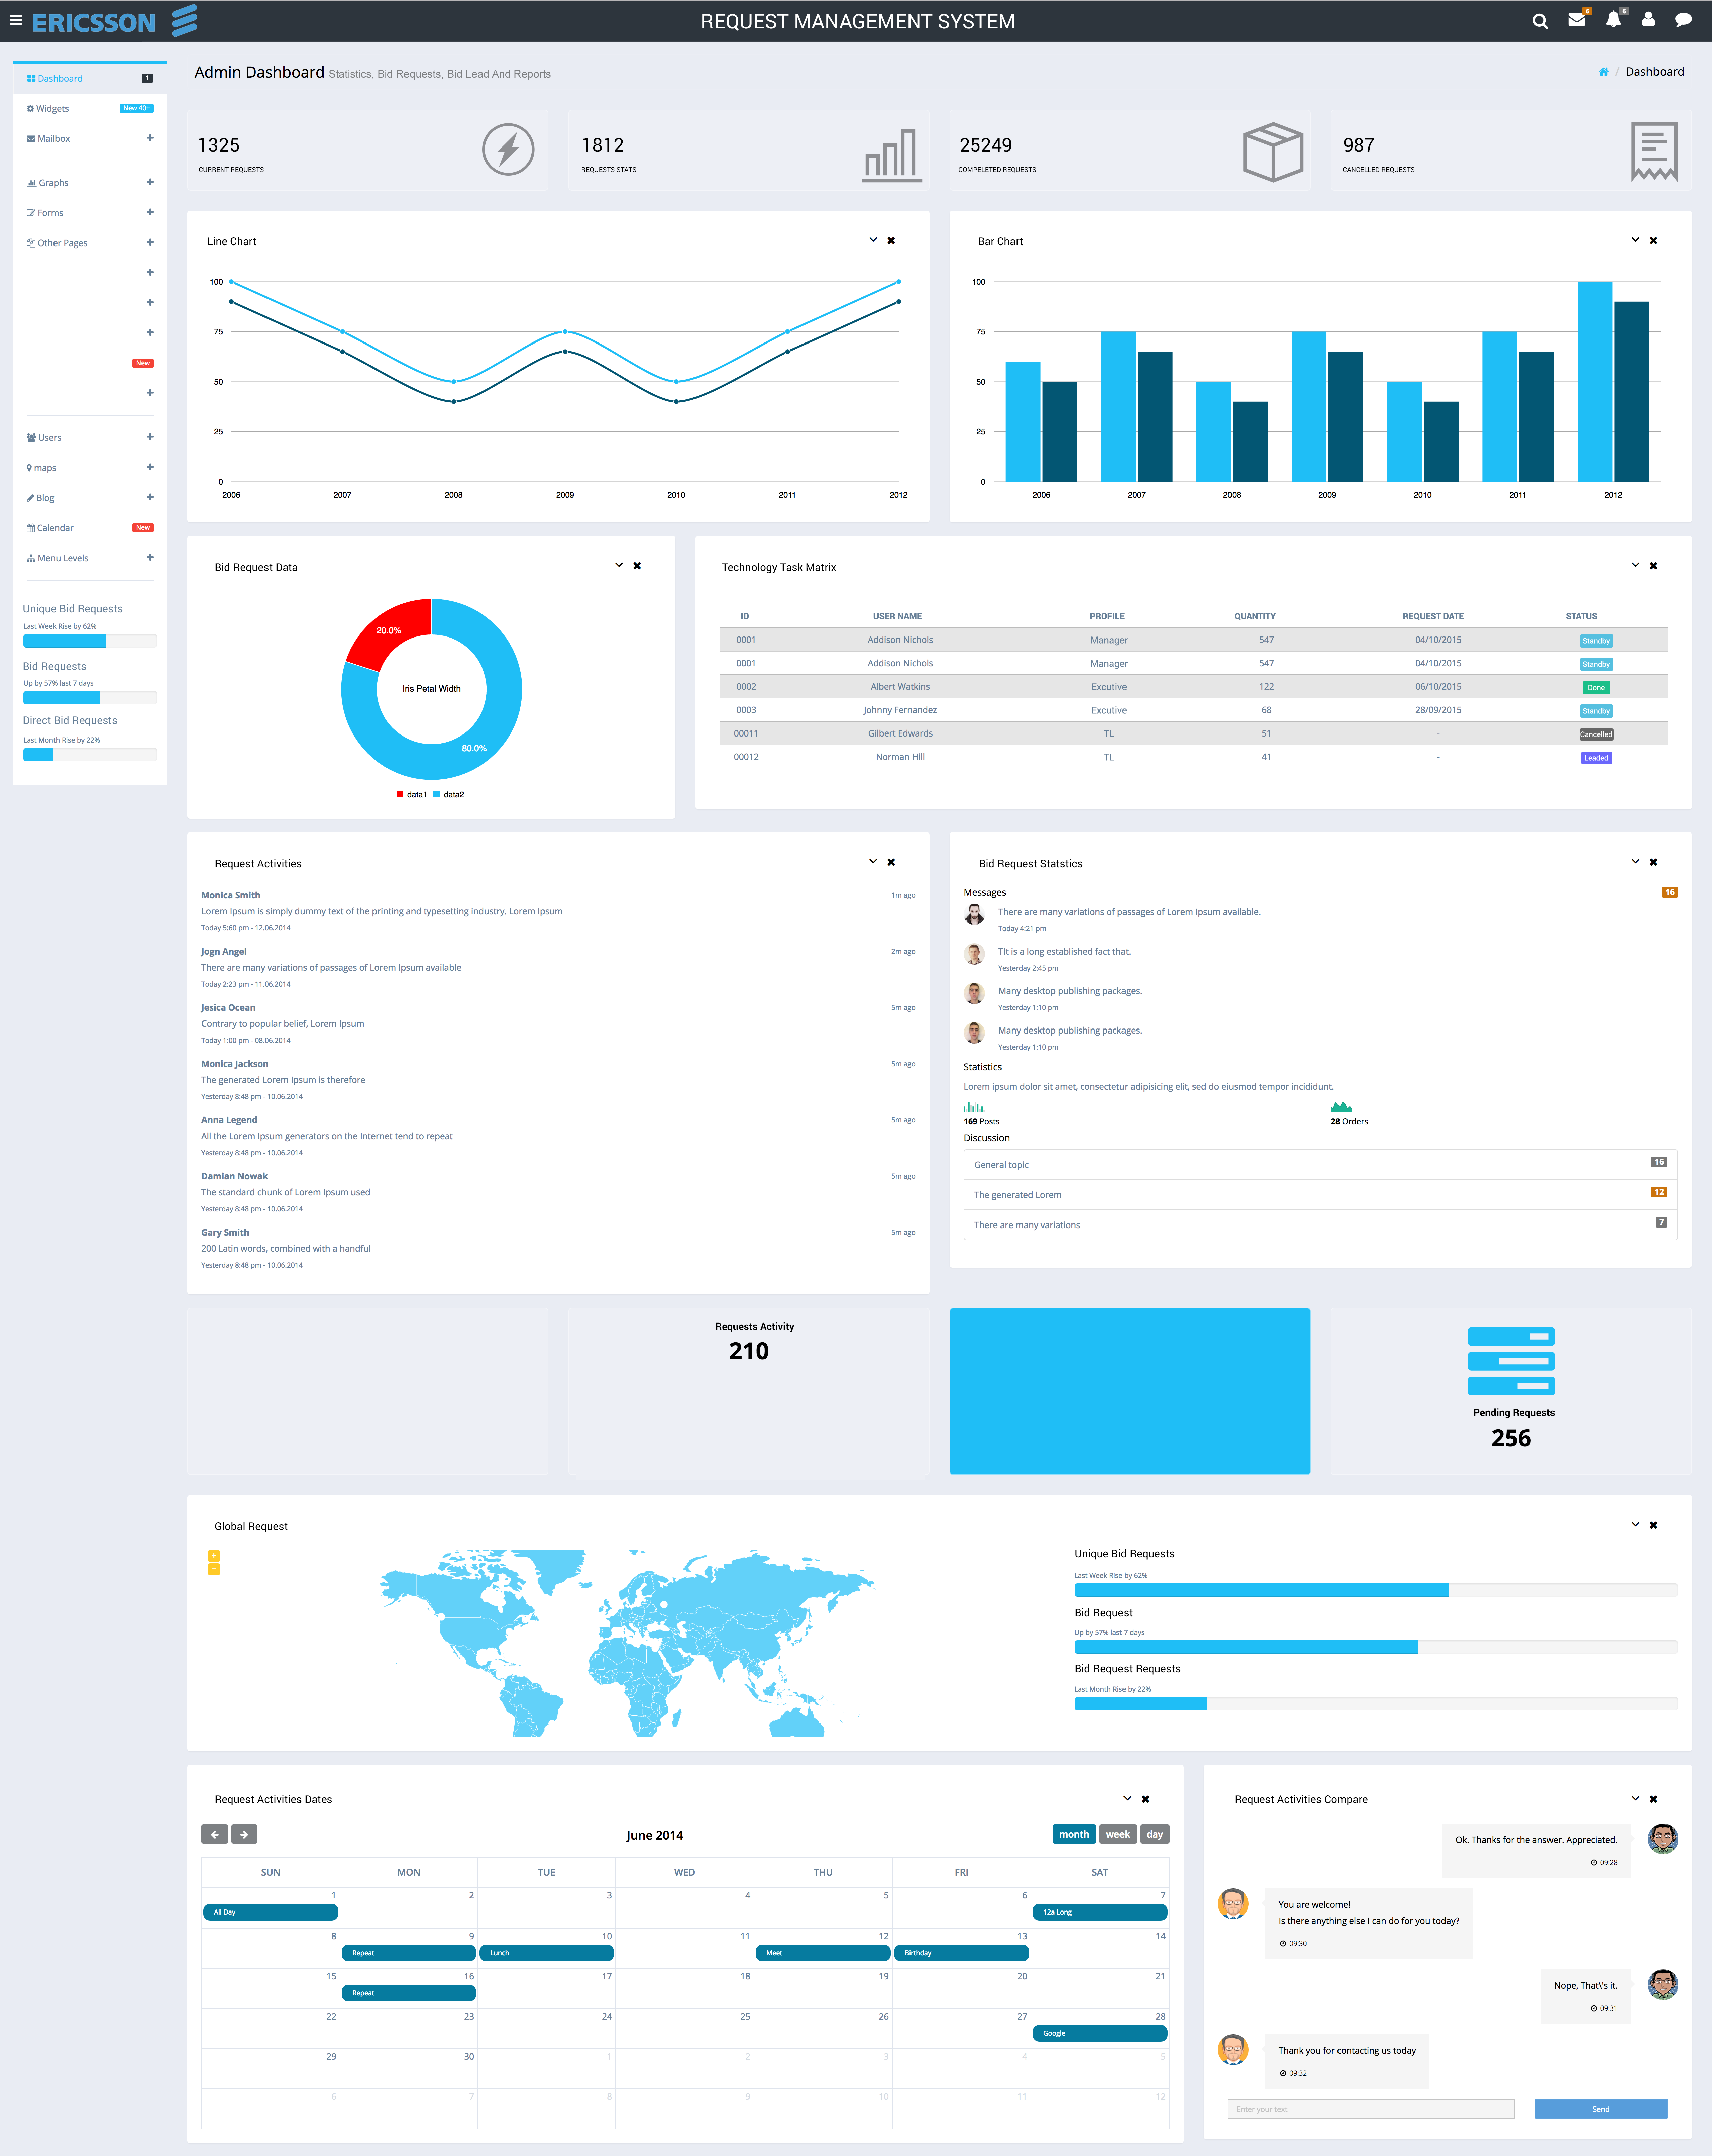 ERICSSON
REQUEST MANAGEMENT SYSTEM
6
6
Dashboard 1
Widgets New 40+
Mailbox
Graphs
Forms
Other Pages
New
Users
maps
Blog
Calendar New
Menu Levels
Unique Bid Requests
Last Week Rise by 62%
Bid Requests
Up by 57% last 7 days
Direct Bid Requests
Last Month Rise by 22%
Admin Dashboard Statistics, Bid Requests, Bid Lead And Reports
/ Dashboard
1325
CURRENT REQUESTS
1812
REQUESTS STATS
25249
COMPELETED REQUESTS
987
CANCELLED REQUESTS
Line Chart
100
75
50
25
0
2006 2007 2008 2009 2010 2011 2012
Bar Chart
100
75
50
25
0
2006 2007 2008 2009 2010 2011 2012
Bid Request Data
20.0%
Iris Petal Width
80.0%
data1 data2
Technology Task Matrix
ID USER NAME PROFILE QUANTITY REQUEST DATE STATUS
0001 Addison Nichols Manager 547 04/10/2015 Standby
0001 Addison Nichols Manager 547 04/10/2015 Standby
0002 Albert Watkins Excutive 122 06/10/2015 Done
0003 Johnny Fernandez Excutive 68 28/09/2015 Standby
00011 Gilbert Edwards TL 51 - Cancelled
00012 Norman Hill TL 41 - Leaded
Request Activities
Monica Smith 1m ago
Lorem Ipsum is simply dummy text of the printing and typesetting industry. Lorem Ipsum
Today 5:60 pm - 12.06.2014
Jogn Angel 2m ago
There are many variations of passages of Lorem Ipsum available
Today 2:23 pm - 11.06.2014
Jesica Ocean 5m ago
Contrary to popular belief, Lorem Ipsum
Today 1:00 pm - 08.06.2014
Monica Jackson 5m ago
The generated Lorem Ipsum is therefore
Yesterday 8:48 pm - 10.06.2014
Anna Legend 5m ago
All the Lorem Ipsum generators on the Internet tend to repeat
Yesterday 8:48 pm - 10.06.2014
Damian Nowak 5m ago
The standard chunk of Lorem Ipsum used
Yesterday 8:48 pm - 10.06.2014
Gary Smith 5m ago
200 Latin words, combined with a handful
Yesterday 8:48 pm - 10.06.2014
Bid Request Statstics
Messages 16
There are many variations of passages of Lorem Ipsum available.
Today 4:21 pm
TIt is a long established fact that.
Yesterday 2:45 pm
Many desktop publishing packages.
Yesterday 1:10 pm
Many desktop publishing packages.
Yesterday 1:10 pm
Statistics
Lorem ipsum dolor sit amet, consectetur adipisicing elit, sed do eiusmod tempor incididunt.
169 Posts 28 Orders
Discussion
General topic 16
The generated Lorem 12
There are many variations 7
Requests Activity
210
Pending Requests
256
Global Request
+
−
Unique Bid Requests
Last Week Rise by 62%
Bid Request
Up by 57% last 7 days
Bid Request Requests
Last Month Rise by 22%
Request Activities Dates
June 2014
month week day
SUN MON TUE WED THU FRI SAT
1 2 3 4 5 6 7
All Day 12a Long
8 9 10 11 12 13 14
Repeat Lunch Meet Birthday
15 16 17 18 19 20 21
Repeat
22 23 24 25 26 27 28
Google
29 30 1 2 3 4 5
6 7 8 9 10 11 12
Request Activities Compare
Ok. Thanks for the answer. Appreciated.
09:28
You are welcome!
Is there anything else I can do for you today?
09:30
Nope, That\'s it.
09:31
Thank you for contacting us today
09:32
Enter your text Send